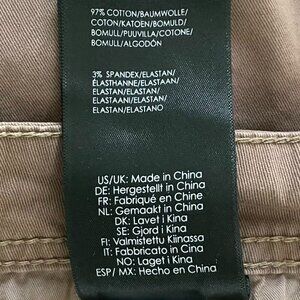 97% COTTON/BAUMWOLLE/
COTON/KATOEN/BOMULD/
BOMULL/PUUVILLA/COTONE/
BOMULL/ALGODÓN
3% SPANDEX/ELASTAN/
ÉLASTHANNE/ELASTAAN/
ELASTAN/ELASTAN/
ELASTAANI/ELASTAN/
ELASTAN/ELASTANO
US/UK: Made in China
DE: Hergestellt in China
FR: Fabriqué en Chine
NL: Gemaakt in China
DK: Lavet i Kina
SE: Gjord i Kina
FI: Valmistettu Kiinassa
IT: Fabbricato in Cina
NO: Laget i Kina
ESP/ MX: Hecho en China